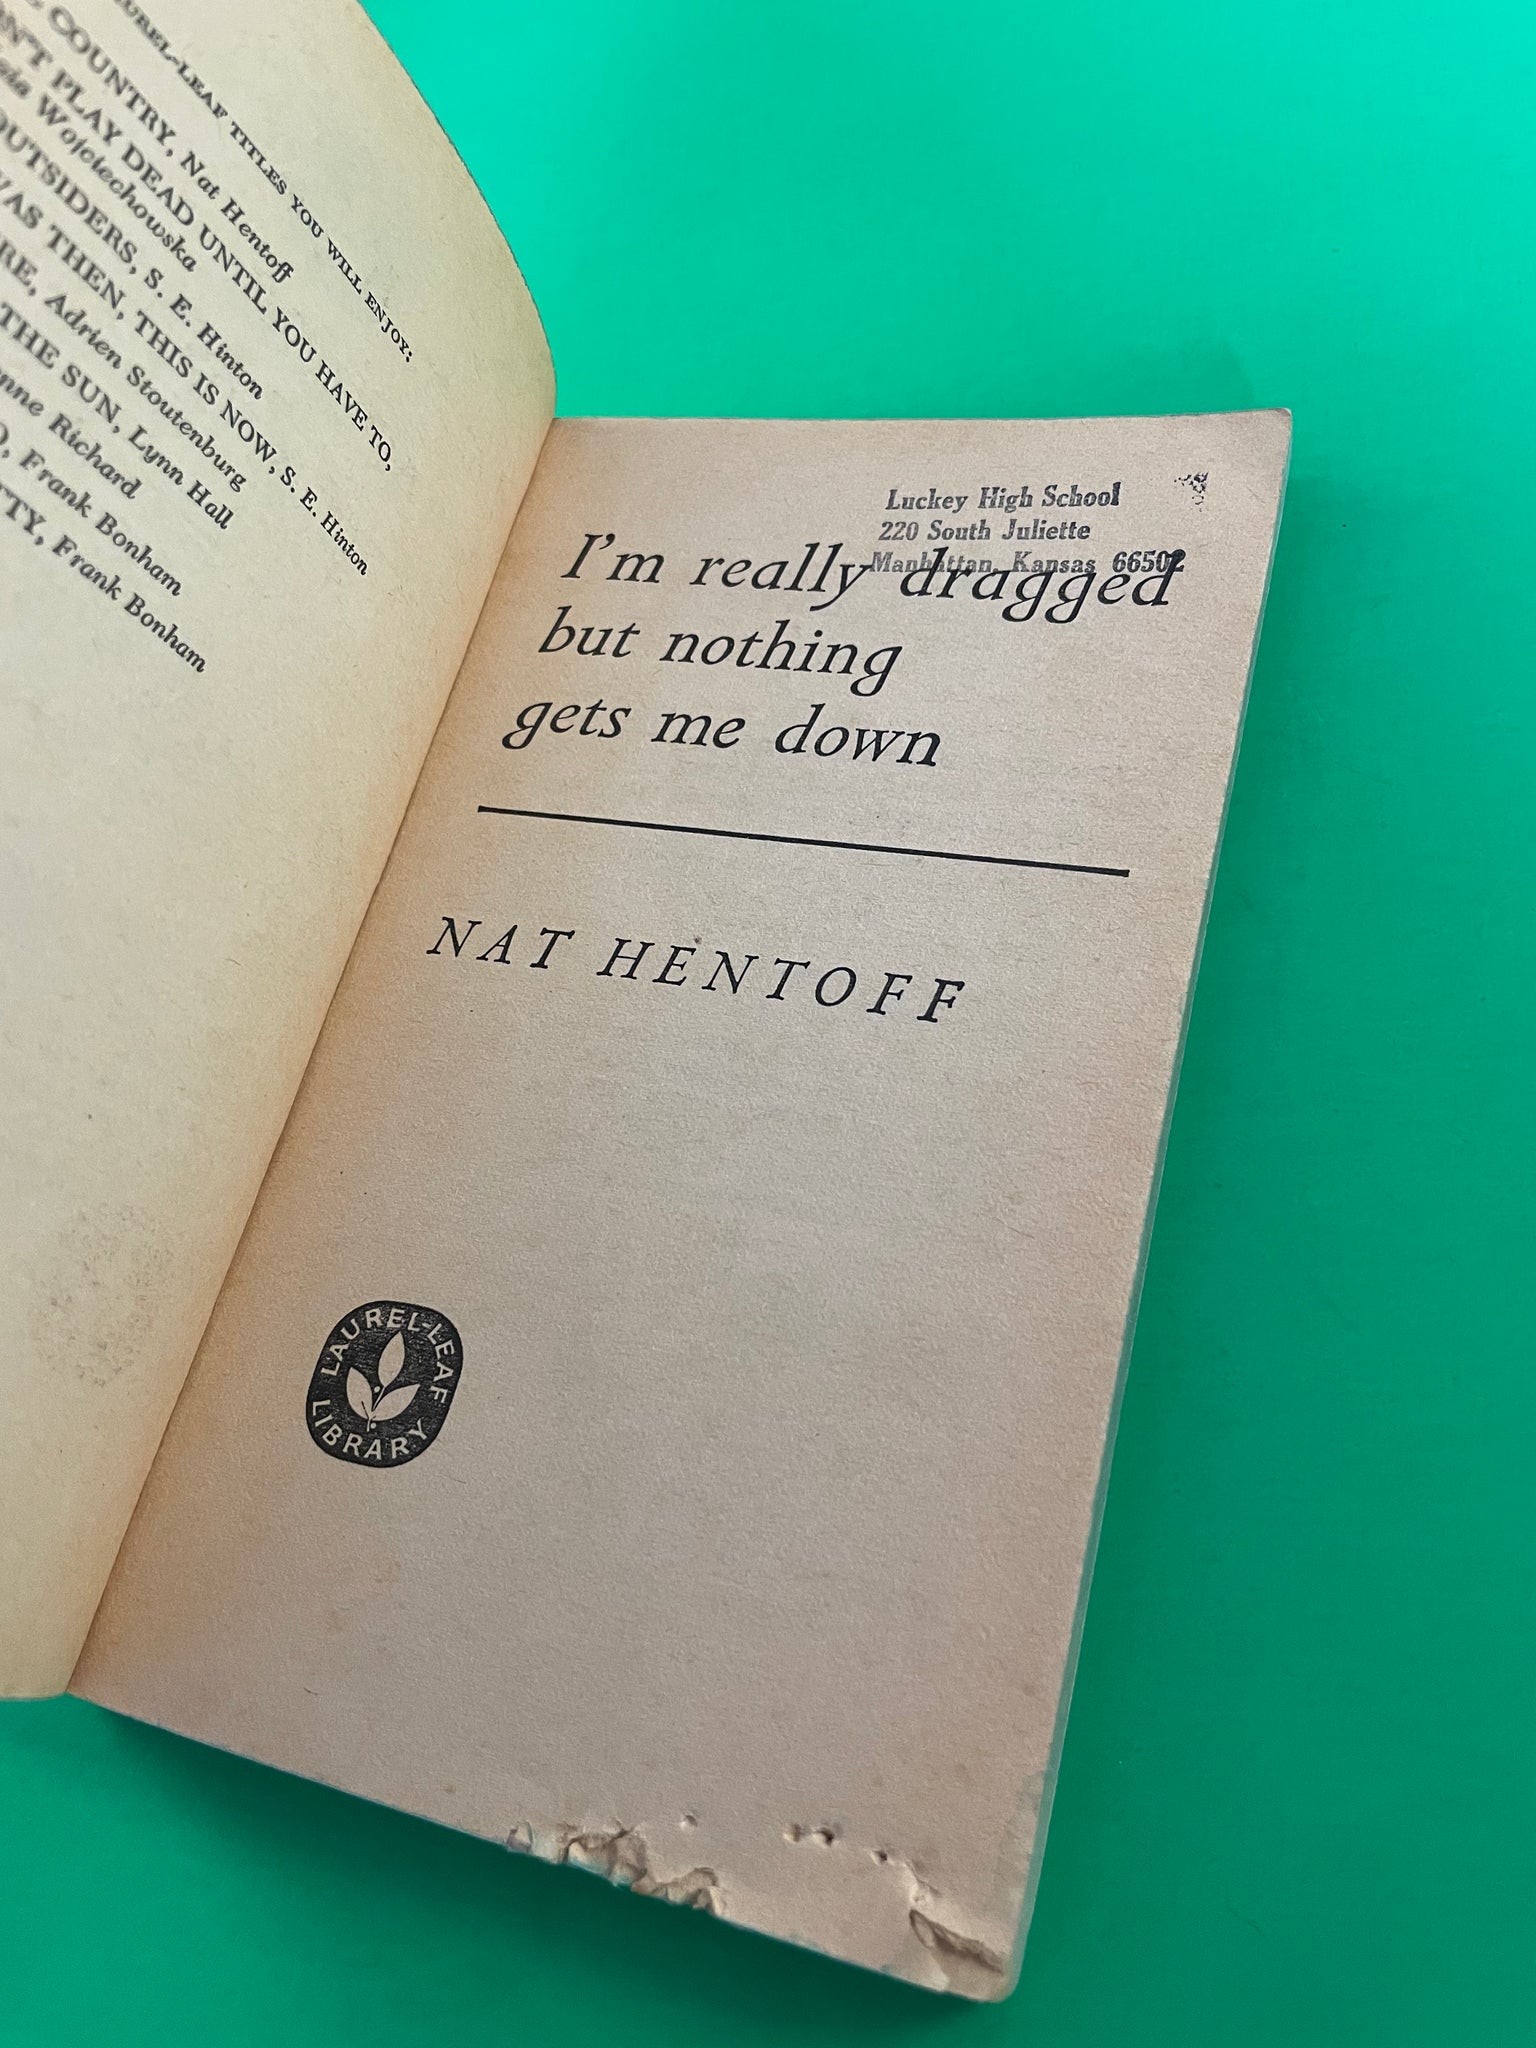 LAUREL-LEAF TITLES YOU WILL ENJOY:
COUNTRY, Nat Hentoff
PLAY DEAD UNTIL YOU HAVE TO,
Wojciechowska
OUTSIDERS, S. E. Hinton
THEN, THIS IS NOW, S. E. Hinton
Adrien Stoutenburg
THE SUN, Lynn Hall
Richard
Frank Bonham
Frank Bonham
Luckey High School
220 South Juliette
Manhattan, Kansas 66502
I'm really dragged
but nothing
gets me down
NAT HENTOFF
LAUREL-LEAF
LIBRARY